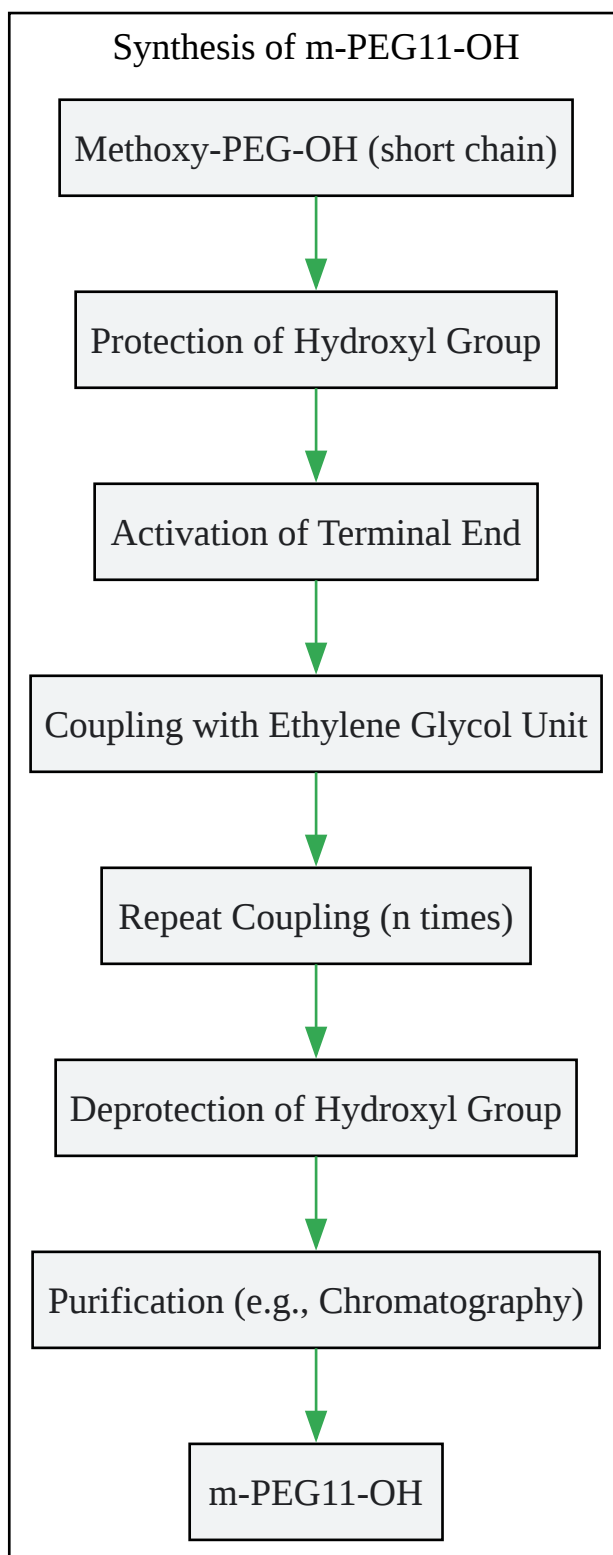 Synthesis of m-PEG11-OH
Methoxy-PEG-OH (short chain)
Protection of Hydroxyl Group
Activation of Terminal End
Coupling with Ethylene Glycol Unit
Repeat Coupling (n times)
Deprotection of Hydroxyl Group
Purification (e.g., Chromatography)
m-PEG11-OH